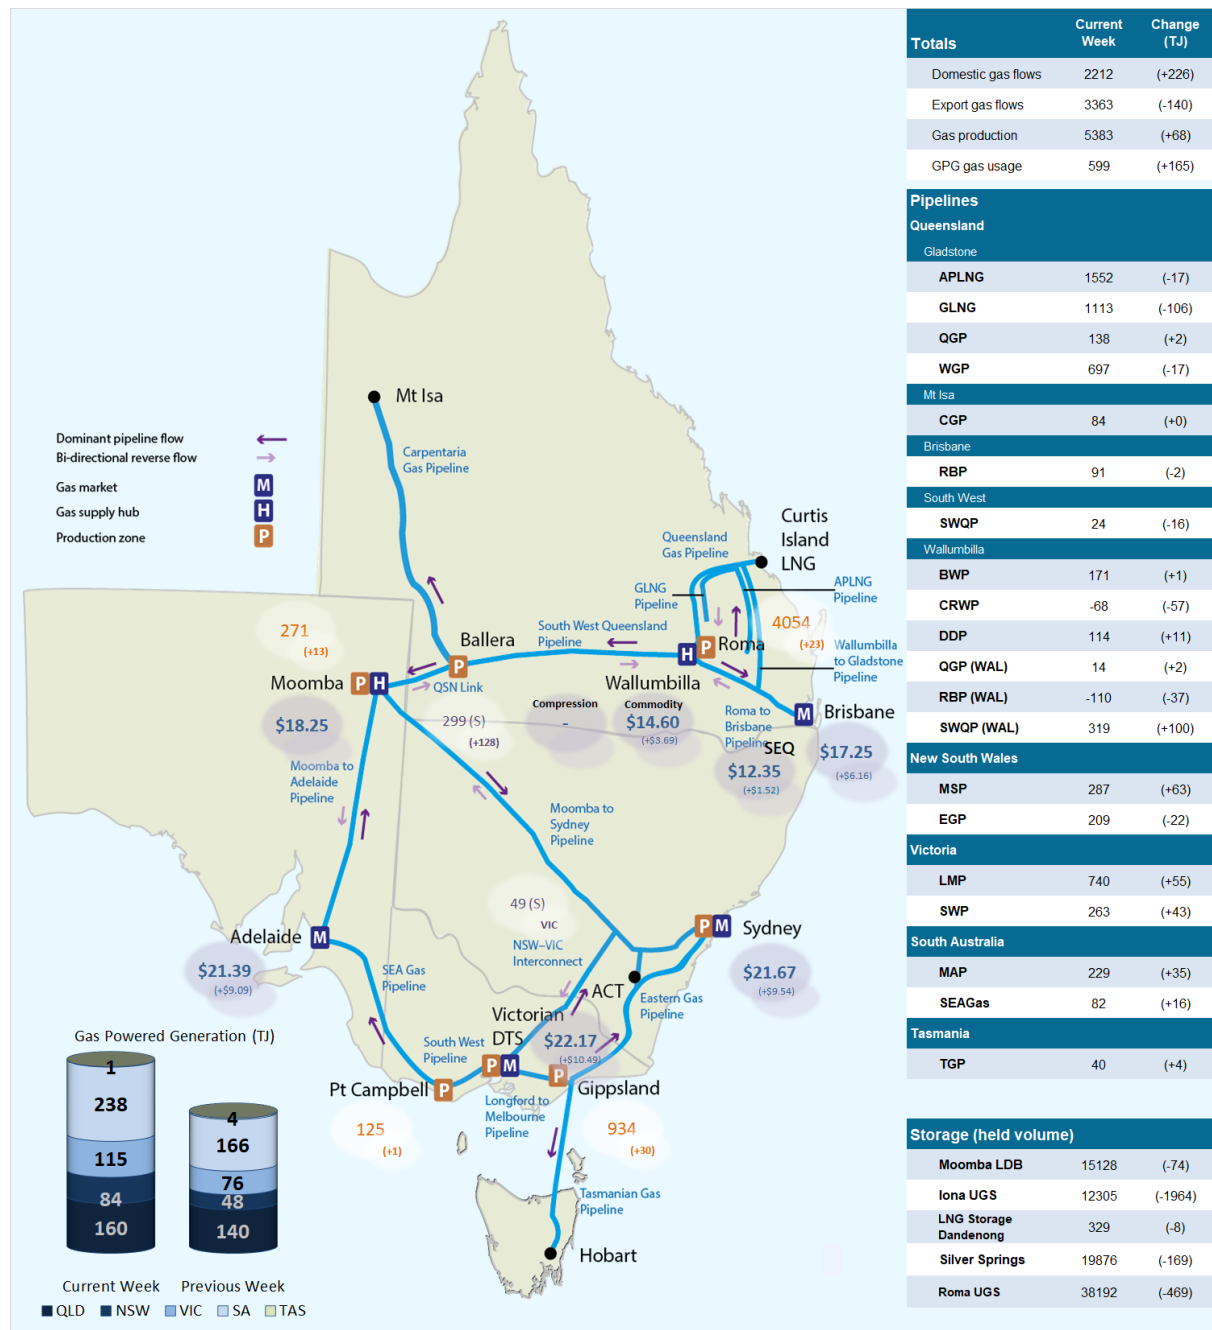 Mt Isa
Dominant pipeline flow
Bi-directional reverse flow
Gas market M
Gas supply hub H
Production zone P
Carpentaria
Gas Pipeline
Curtis
Island
LNG
Queensland
Gas Pipeline
GLNG
Pipeline
APLNG
Pipeline
4054
(+23)
271
(+13)
Ballera
P
South West Queensland
Pipeline
H P Roma
Wallumbilla
to Gladstone
Pipeline
Moomba P H
QSN Link
Wallumbilla
$18.25
299 (S)
(+128)
Compression
-
Commodity
$14.60
(+$3.69)
Roma to
Brisbane
Pipeline
M Brisbane
SEQ
$12.35
(+$1.52)
$17.25
(+$6.16)
Moomba to
Adelaide
Pipeline
Moomba to
Sydney
Pipeline
49 (S)
VIC
NSW–VIC
Interconnect
Adelaide M
P M Sydney
$21.39
(+$9.09)
SEA Gas
Pipeline
$21.67
(+$9.54)
ACT
Eastern Gas
Pipeline
Victorian
DTS
P M
$22.17
(+$10.49)
South West
Pipeline
Pt Campbell P
P
Gippsland
Longford to
Melbourne
Pipeline
125
(+1)
934
(+30)
Tasmanian Gas
Pipeline
Hobart
Gas Powered Generation (TJ)
1
238
115
84
160
4
166
76
48
140
Current Week Previous Week
QLD NSW VIC SA TAS
Totals Current Week Change (TJ)
Domestic gas flows 2212 (+226)
Export gas flows 3363 (-140)
Gas production 5383 (+68)
GPG gas usage 599 (+165)
Pipelines
Queensland
Gladstone
APLNG 1552 (-17)
GLNG 1113 (-106)
QGP 138 (+2)
WGP 697 (-17)
Mt Isa
CGP 84 (+0)
Brisbane
RBP 91 (-2)
South West
SWQP 24 (-16)
Wallumbilla
BWP 171 (+1)
CRWP -68 (-57)
DDP 114 (+11)
QGP (WAL) 14 (+2)
RBP (WAL) -110 (-37)
SWQP (WAL) 319 (+100)
New South Wales
MSP 287 (+63)
EGP 209 (-22)
Victoria
LMP 740 (+55)
SWP 263 (+43)
South Australia
MAP 229 (+35)
SEAGas 82 (+16)
Tasmania
TGP 40 (+4)
Storage (held volume)
Moomba LDB 15128 (-74)
Iona UGS 12305 (-1964)
LNG Storage
Dandenong 329 (-8)
Silver Springs 19876 (-169)
Roma UGS 38192 (-469)